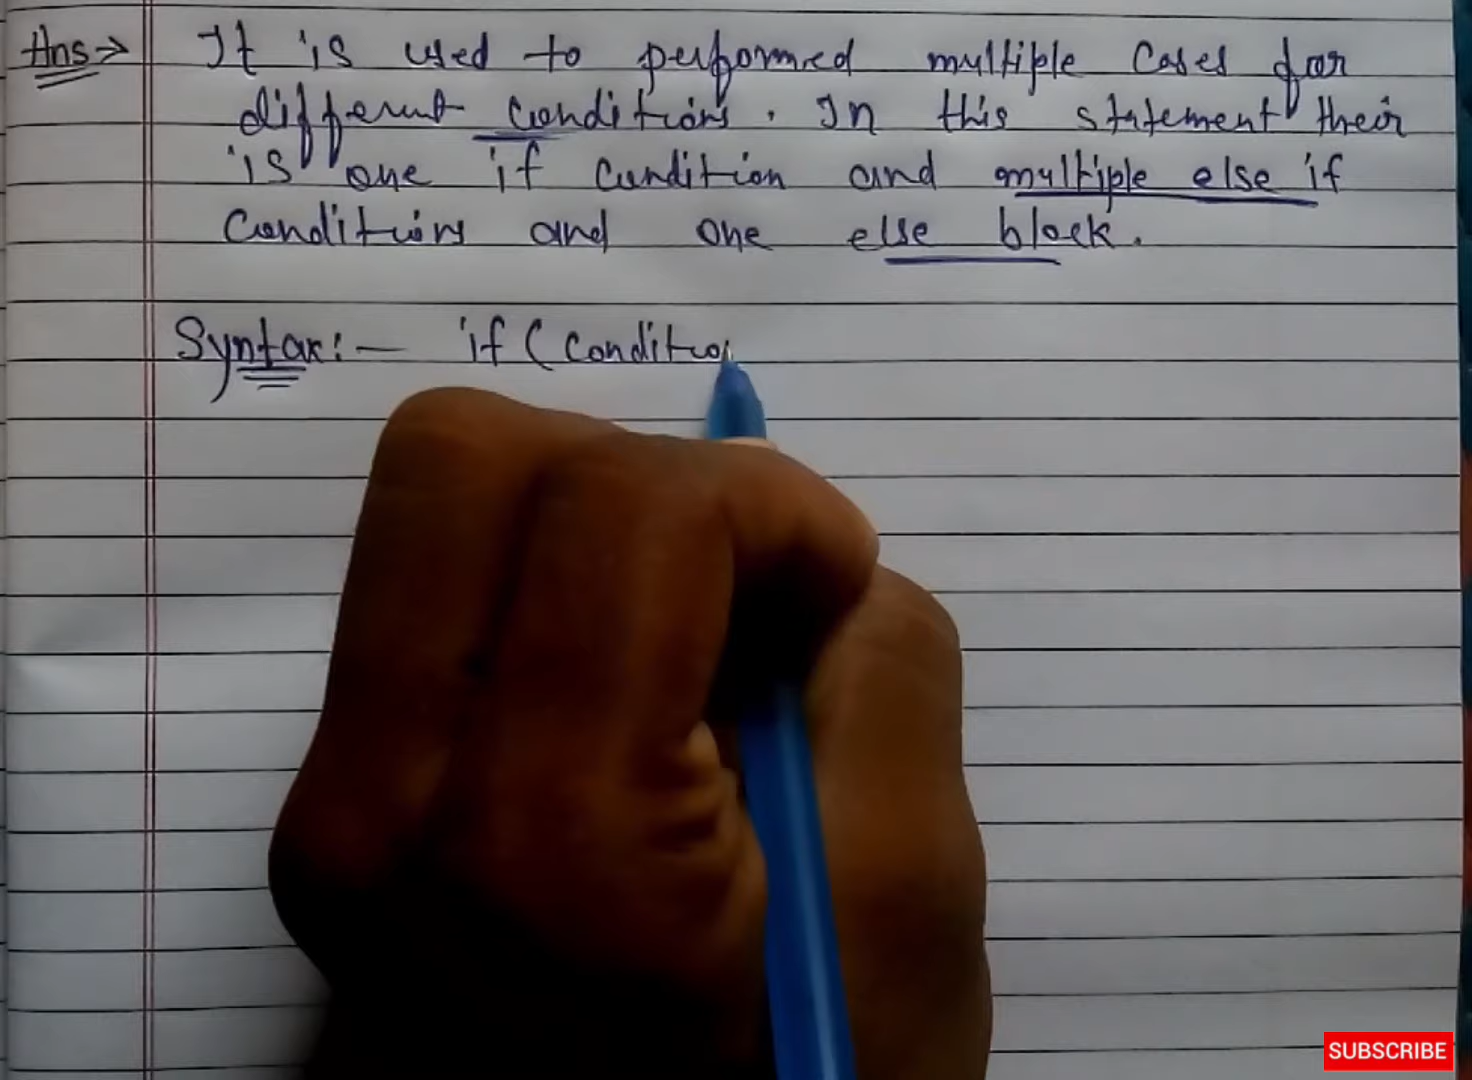 Ans→ It is used to performed multiple cases for
different conditions. In this statement their
is one if condition and multiple else if
conditions and one else block.
Syntax:- if (conditio
SUBSCRIBE